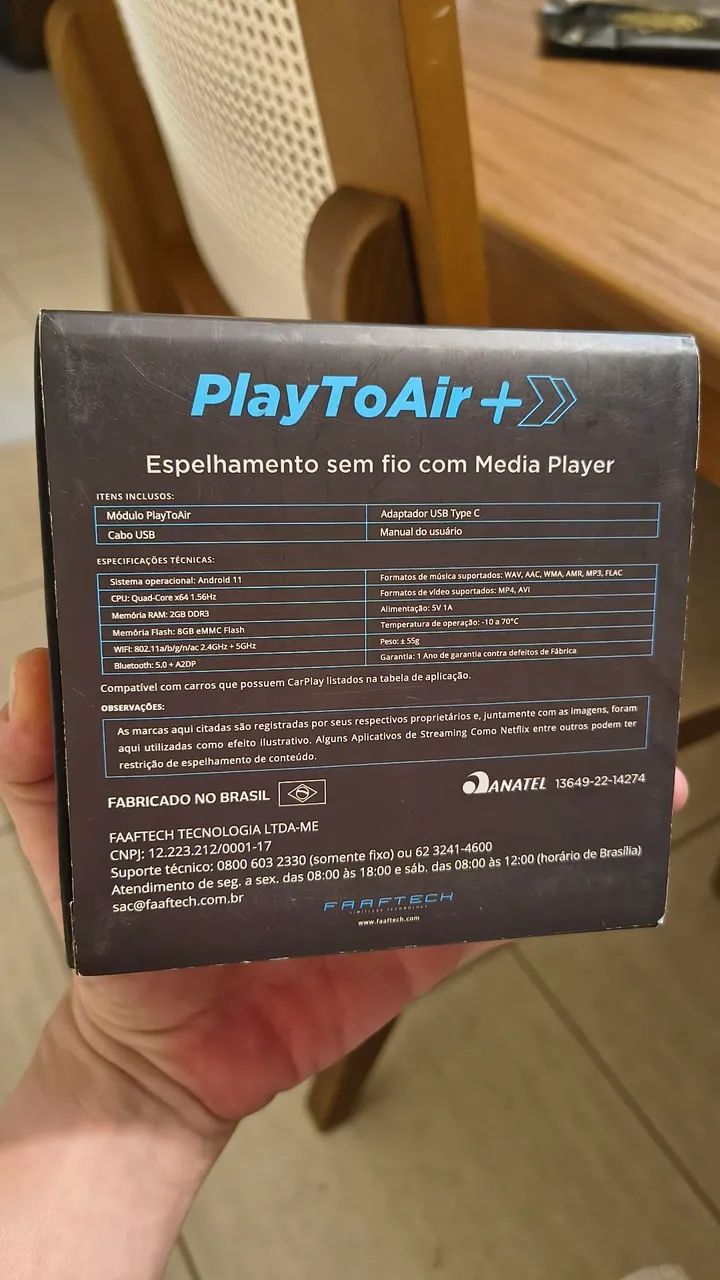 PlayToAir +
Espelhamento sem fio com Media Player
ITENS INCLUSOS:
Módulo PlayToAir
Adaptador USB Type C
Cabo USB
Manual do usuário
ESPECIFICAÇÕES TÉCNICAS:
Sistema operacional: Android 11
Formatos de música suportados: WAV, AAC, WMA, AMR, MP3, FLAC
CPU: Quad-Core x64 1.56Hz
Formatos de vídeo suportados: MP4, AVI
Memória RAM: 2GB DDR3
Alimentação: 5V 1A
Memória Flash: 8GB eMMC Flash
Temperatura de operação: -10 a 70°C
WIFI: 802.11a/b/g/n/ac 2.4GHz + 5GHz
Peso: ± 55g
Bluetooth: 5.0 + A2DP
Garantia: 1 Ano de garantia contra defeitos de Fábrica
Compatível com carros que possuem CarPlay listados na tabela de aplicação.
OBSERVAÇÕES:
As marcas aqui citadas são registradas por seus respectivos proprietários e, juntamente com as imagens, foram
aqui utilizadas como efeito ilustrativo. Alguns Aplicativos de Streaming Como Netflix entre outros podem ter
restrição de espelhamento de conteúdo.
FABRICADO NO BRASIL
ANATEL 13649-22-14274
FAAFTECH TECNOLOGIA LTDA-ME
CNPJ: 12.223.212/0001-17
Suporte técnico: 0800 603 2330 (somente fixo) ou 62 3241-4600
Atendimento de seg. a sex. das 08:00 às 18:00 e sáb. das 08:00 às 12:00 (horário de Brasília)
sac@faaftech.com.br
FAAFTECH
LIMITLESS TECHNOLOGY
www.faaftech.com